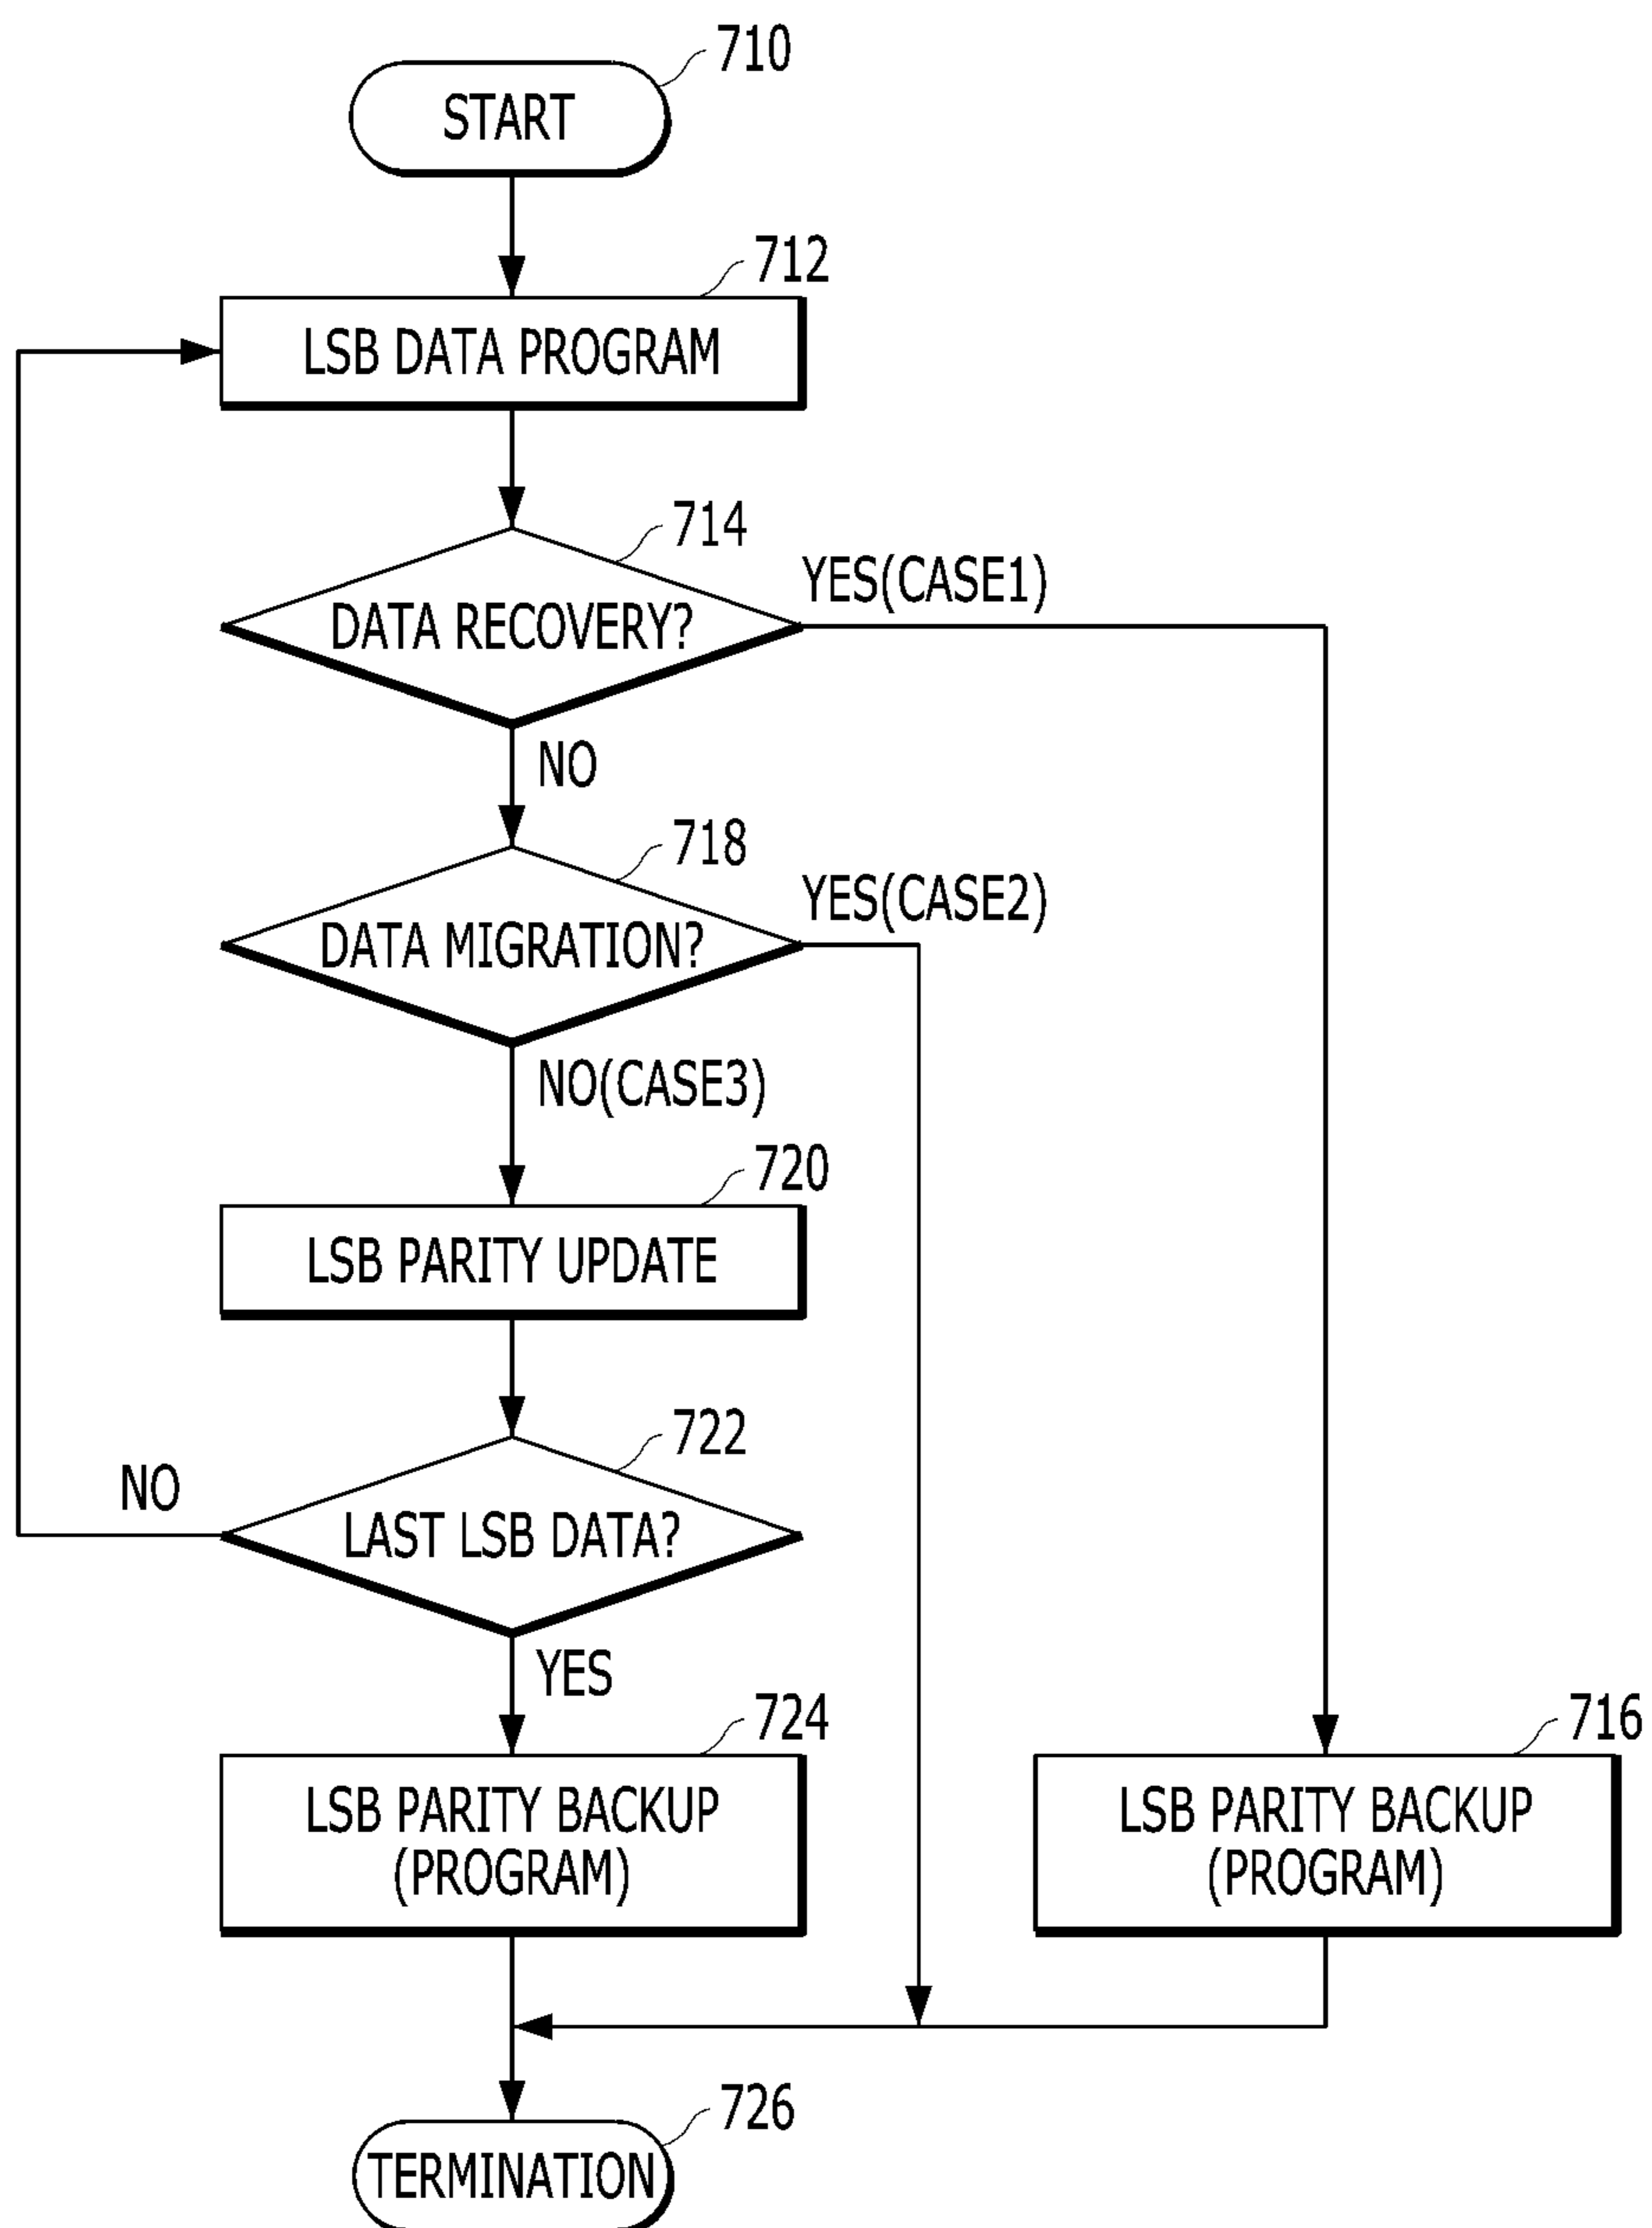 710
START
712
LSB DATA PROGRAM
714
YES(CASE1)
DATA RECOVERY?
NO
718
YES(CASE2)
DATA MIGRATION?
NO(CASE3)
720
LSB PARITY UPDATE
722
NO
LAST LSB DATA?
YES
724
716
LSB PARITY BACKUP
(PROGRAM)
LSB PARITY BACKUP
(PROGRAM)
726
TERMINATION